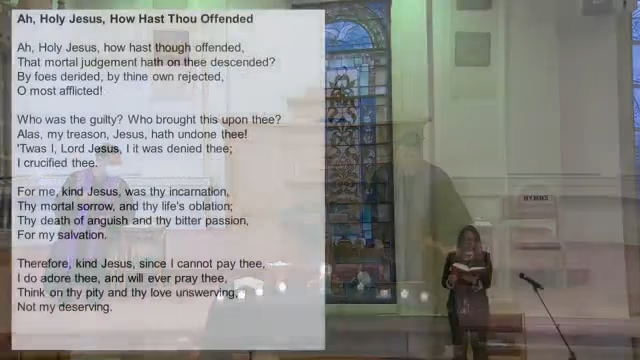 Ah, Holy Jesus, How Hast Thou Offended
Ah, Holy Jesus, how hast though offended,
That mortal judgement hath on thee descended?
By foes derided, by thine own rejected,
O most afflicted!
Who was the guilty? Who brought this upon thee?
Alas, my treason, Jesus, hath undone thee!
'Twas I, Lord Jesus, I it was denied thee;
I crucified thee.
For me, kind Jesus, was thy incarnation,
Thy mortal sorrow, and thy life's oblation;
Thy death of anguish and thy bitter passion,
For my salvation.
Therefore, kind Jesus, since I cannot pay thee,
I do adore thee, and will ever pray thee,
Think on thy pity and thy love unswerving,
Not my deserving.
HYMNS